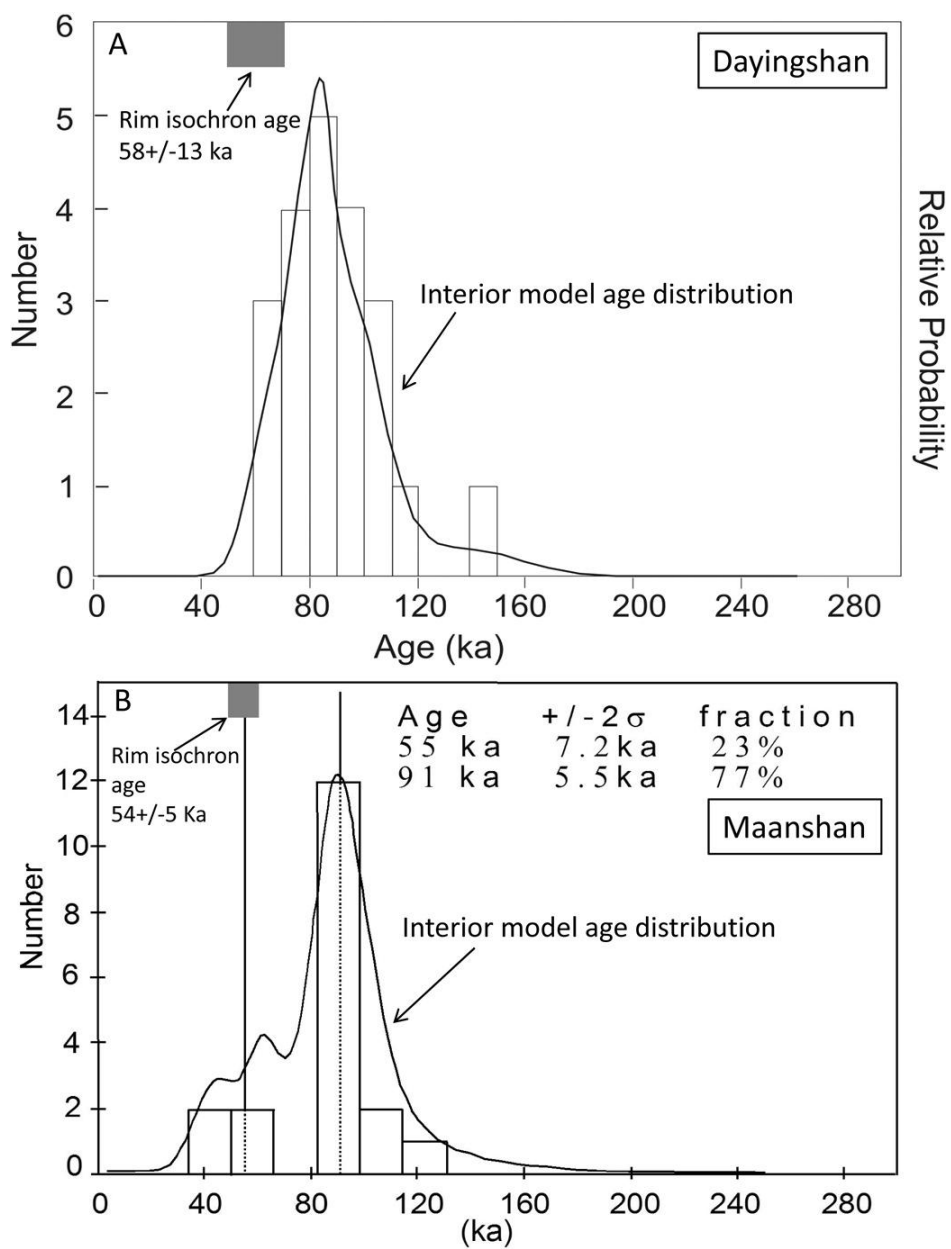 6
A
Dayingshan
Rim isochron age
58+/-13 ka
5
4
3
2
1
0
Number
Interior model age distribution
Relative Probability
0 40 80 120 160 200 240 280
Age (ka)
B
14
12
10
8
6
4
2
0
Number
Rim isochron
age
54+/-5 Ka
Age +/-2σ fraction
55 ka 7.2ka 23%
91 ka 5.5ka 77%
Maanshan
Interior model age distribution
0 40 80 120 160 200 240 280
(ka)